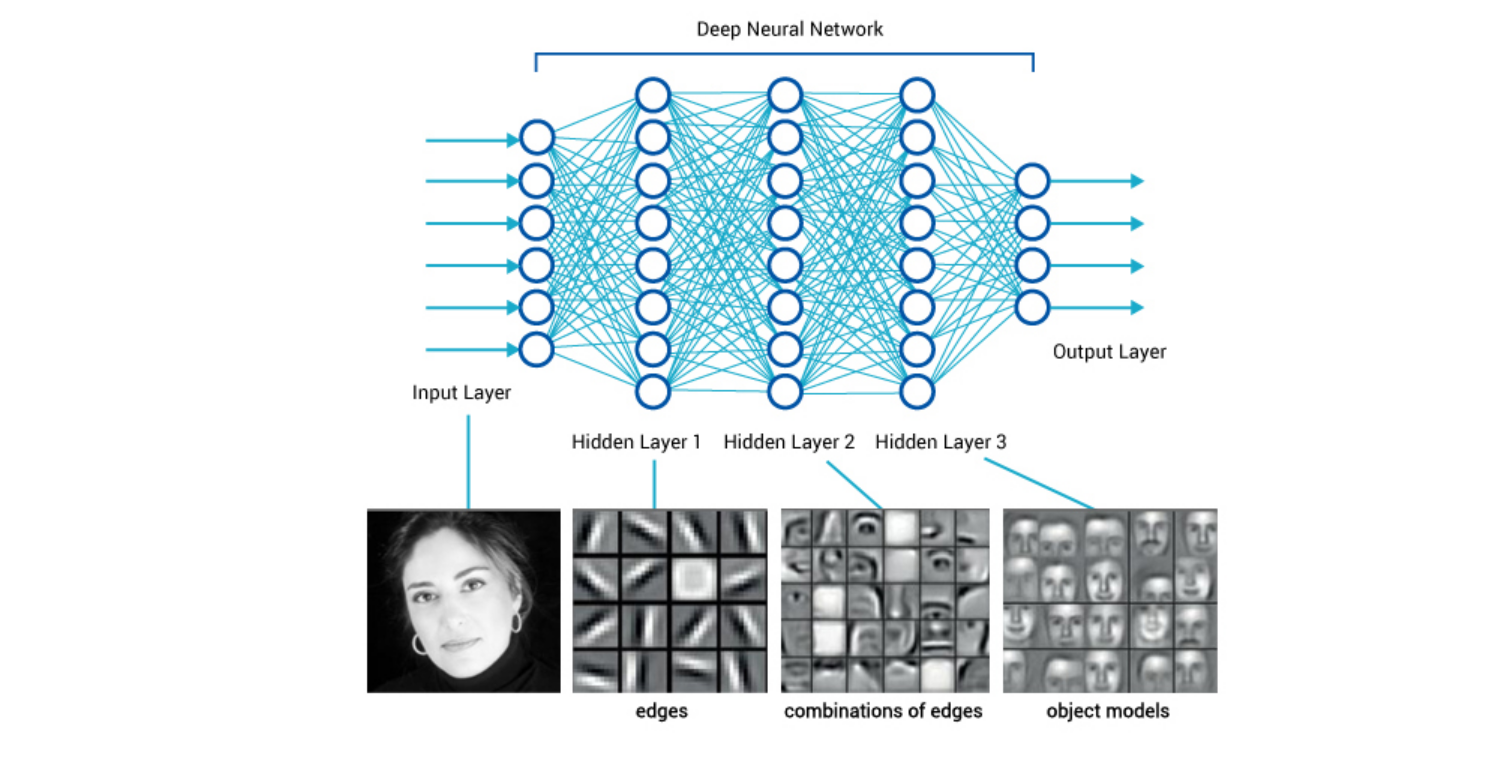 Deep Neural Network
Output Layer
Input Layer
Hidden Layer 1
Hidden Layer 2
Hidden Layer 3
edges
combinations of edges
object models